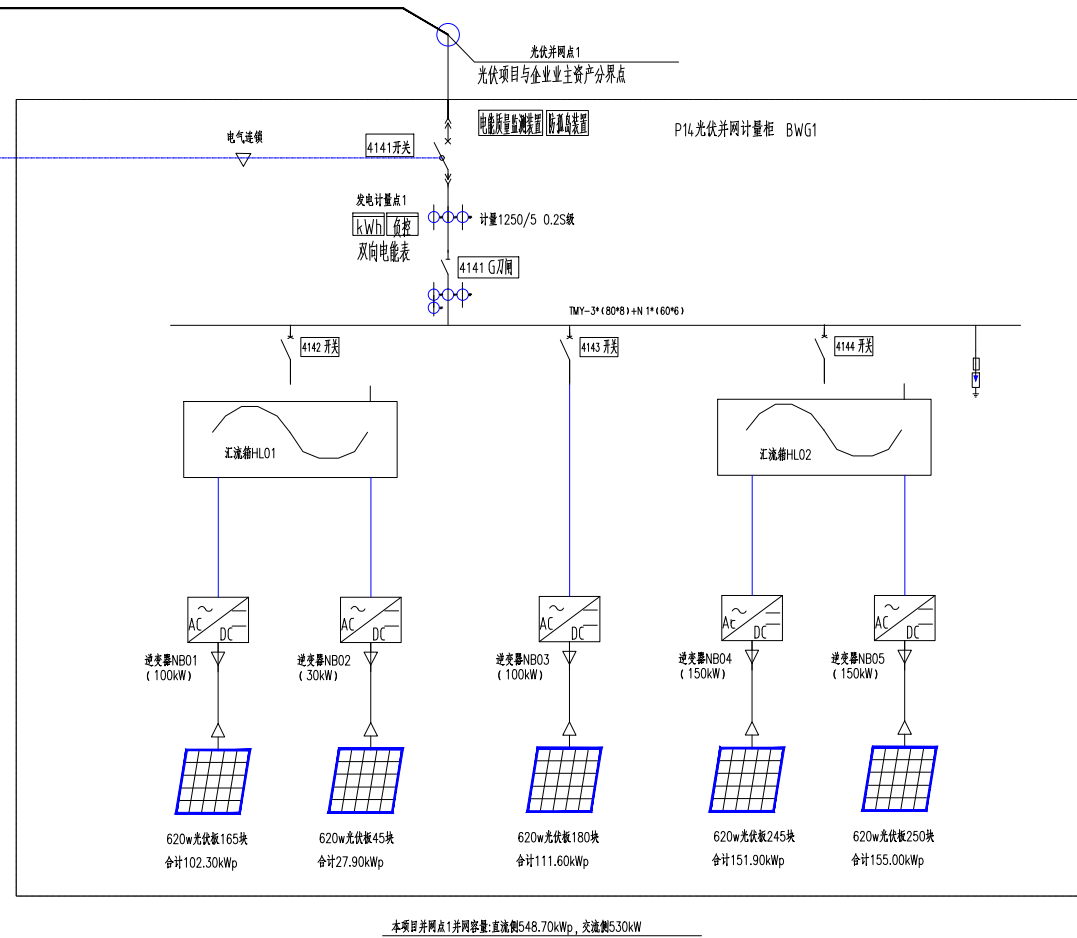 光伏并网点1
光伏项目与企业业主资产分界点
电能质量监测装置 防孤岛装置
P14光伏并网计量柜 BWG1
电气连锁
4141开关
发电计量点1
kWh 负控
计量1250/5 0.2S级
双向电能表
4141 G刀闸
TMY-3*(80*8)+N 1*(60*6)
4142 开关
4143 开关
4144 开关
汇流箱HL01
汇流箱HL02
AC DC
AC DC
AC DC
AC DC
AC DC
逆变器NB01
(100kW)
逆变器NB02
(30kW)
逆变器NB03
(100kW)
逆变器NB04
(150kW)
逆变器NB05
(150kW)
620w光伏板165块
合计102.30kWp
620w光伏板45块
合计27.90kWp
620w光伏板180块
合计111.60kWp
620w光伏板245块
合计151.90kWp
620w光伏板250块
合计155.00kWp
本项目并网点1并网容量:直流侧548.70kWp, 交流侧530kW